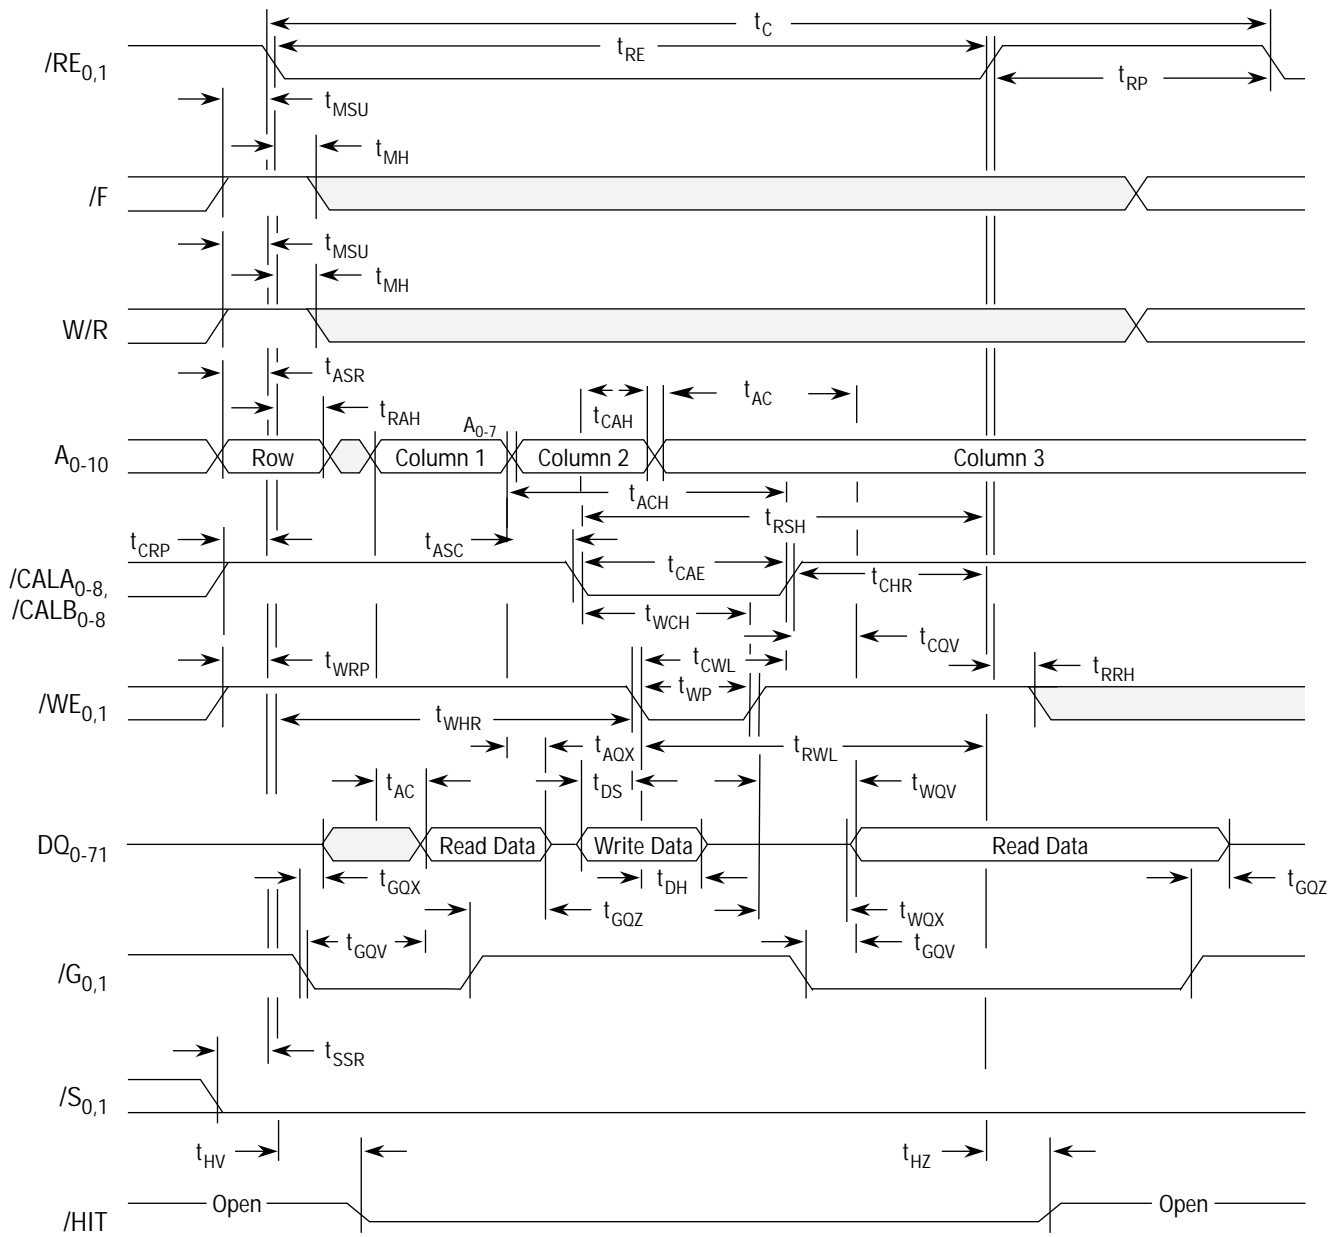 tC
/RE0,1
tRE
tRP
tMSU
tMH
/F
tMSU
tMH
W/R
tASR
tRAH
tCAH
tAC
A0-10
Row
Column 1
A0-7
Column 2
Column 3
tACH
tRSH
tCRP
tASC
/CALA0-8,
/CALB0-8
tCAE
tCHR
tWCH
tCQV
tWRP
tCWL
tRRH
/WE0,1
tWP
tWHR
tAQX
tRWL
tAC
tDS
tWQV
DQ0-71
Read Data
Write Data
Read Data
tGQX
tDH
tGQZ
tGQZ
tWQX
tGQV
tGQV
/G0,1
tSSR
/S0,1
tHV
tHZ
/HIT
Open
Open